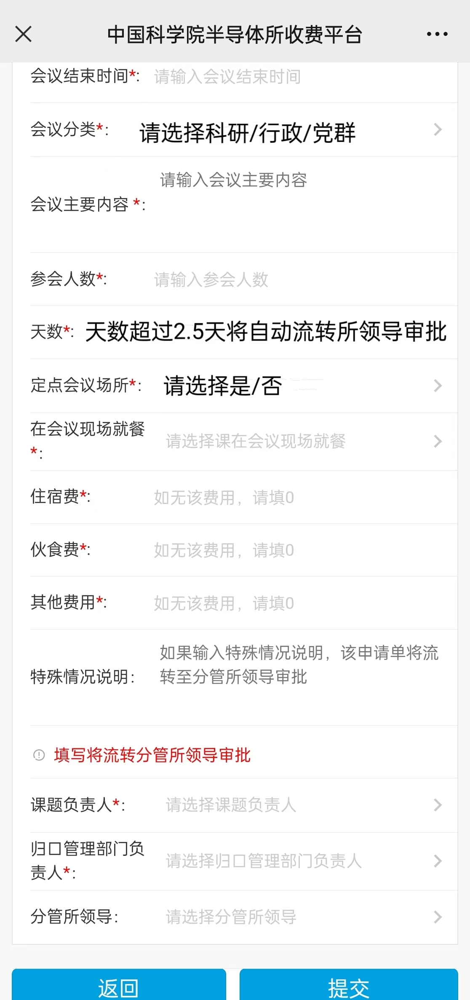 中国科学院半导体所收费平台
会议结束时间*: 请输入会议结束时间
会议分类*: 请选择科研/行政/党群
请输入会议主要内容
会议主要内容 *:
参会人数*: 请输入参会人数
天数*: 天数超过2.5天将自动流转所领导审批
定点会议场所*: 请选择是/否
在会议现场就餐
*: 请选择课在会议现场就餐
住宿费*: 如无该费用，请填0
伙食费*: 如无该费用，请填0
其他费用*: 如无该费用，请填0
如果输入特殊情况说明，该申请单将流
特殊情况说明: 转至分管所领导审批
填写将流转分管所领导审批
课题负责人*: 请选择课题负责人
归口管理部门负
责人*: 请选择归口管理部门负责人
分管所领导: 请选择分管所领导
返回 提交